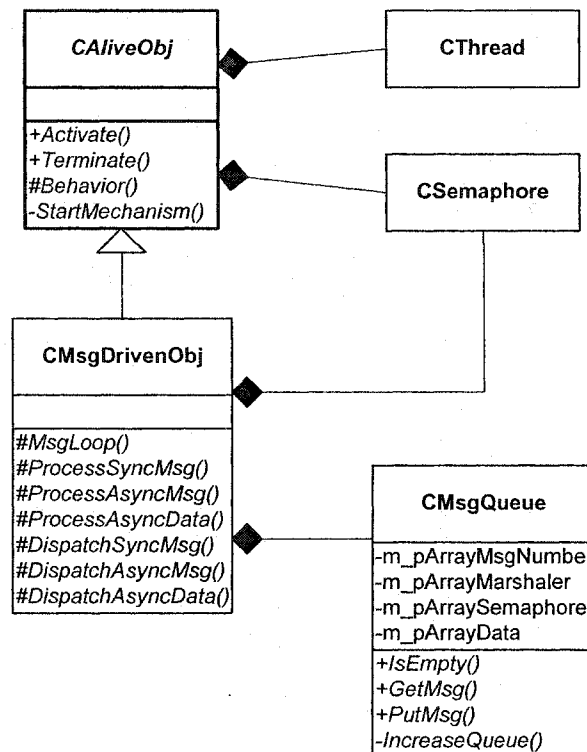 CAliveObj
+Activate()
+Terminate()
#Behavior()
-StartMechanism()
CThread
CSemaphore
CMsgDrivenObj
#MsgLoop()
#ProcessSyncMsg()
#ProcessAsyncMsg()
#ProcessAsyncData()
#DispatchSyncMsg()
#DispatchAsyncMsg()
#DispatchAsyncData()
CMsgQueue
-m_pArrayMsgNumbe
-m_pArrayMarshaler
-m_pArraySemaphore
-m_pArrayData
+IsEmpty()
+GetMsg()
+PutMsg()
-IncreaseQueue()